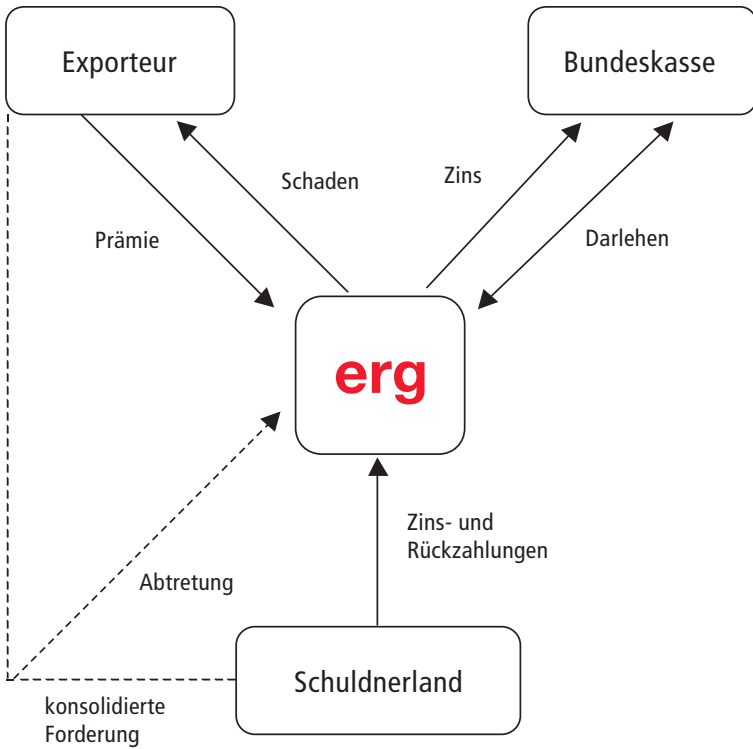 Exporteur
Bundeskasse
Schaden
Zins
Prämie
Darlehen
erg
Zins- und
Rückzahlungen
Abtretung
Schuldnerland
konsolidierte
Forderung